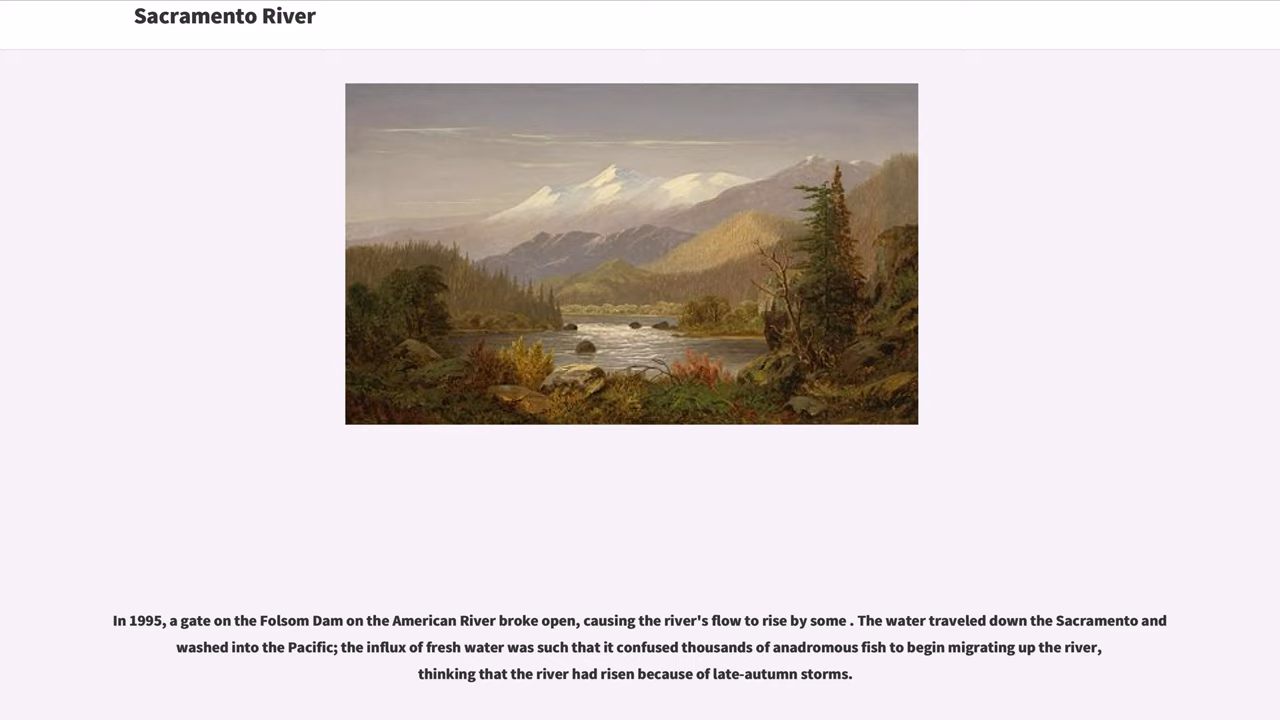 Sacramento River
In 1995, a gate on the Folsom Dam on the American River broke open, causing the river's flow to rise by some . The water traveled down the Sacramento and
washed into the Pacific; the influx of fresh water was such that it confused thousands of anadromous fish to begin migrating up the river,
thinking that the river had risen because of late-autumn storms.